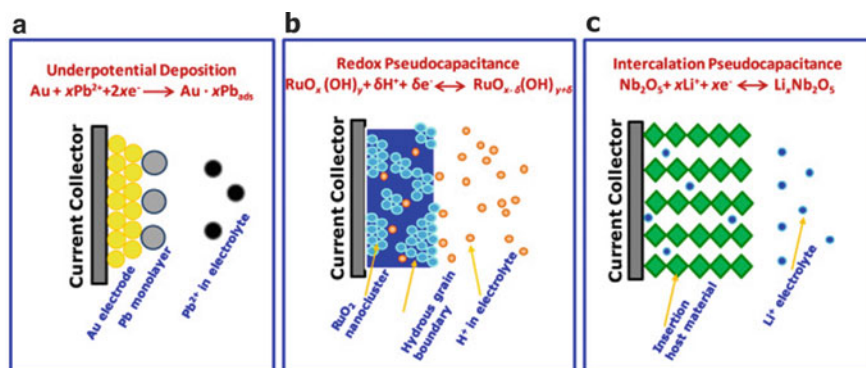 a
Underpotential Deposition
Au + xPb²⁺+2xe⁻ → Au · xPb_ads
Current Collector
Au electrode
Pb monolayer
Pb²⁺ in electrolyte
b
Redox Pseudocapacitance
RuOₓ(OH)ᵧ+ δH⁺+ δe⁻ ↔ RuOₓ₋δ(OH)ᵧ₊δ
Current Collector
RuO₂
nanocluster
Hydrous grain
boundary
H⁺ in electrolyte
c
Intercalation Pseudocapacitance
Nb₂O₅+ xLi⁺+ xe⁻ ↔ LiₓNb₂O₅
Current Collector
Insertion
host material
Li⁺ electrolyte